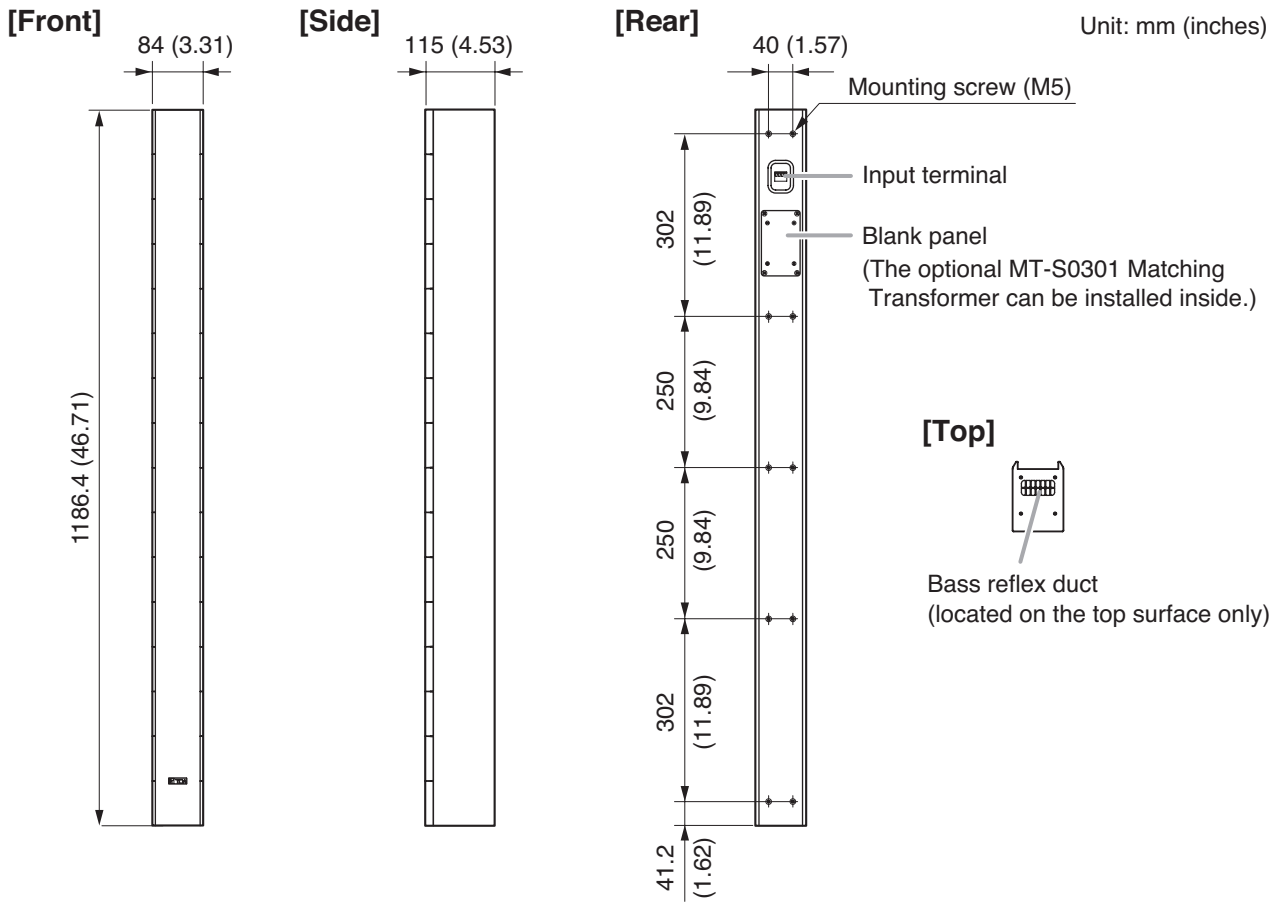 [Front]
84 (3.31)
1186.4 (46.71)
[Side]
115 (4.53)
[Rear]
Unit: mm (inches)
40 (1.57)
Mounting screw (M5)
Input terminal
Blank panel
(The optional MT-S0301 Matching
Transformer can be installed inside.)
302
(11.89)
250
(9.84)
250
(9.84)
302
(11.89)
41.2
(1.62)
[Top]
Bass reflex duct
(located on the top surface only)